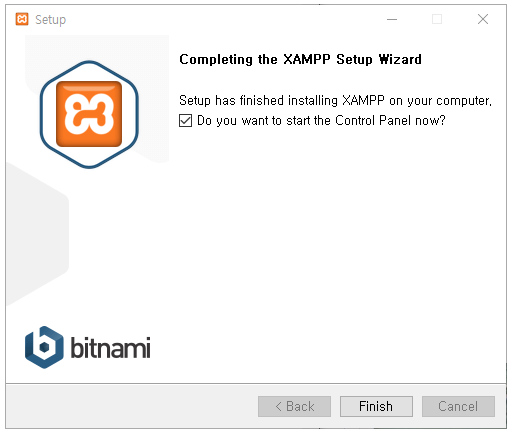 Setup
Completing the XAMPP Setup Wizard
Setup has finished installing XAMPP on your computer.
Do you want to start the Control Panel now?
bitnami
< Back
Finish
Cancel